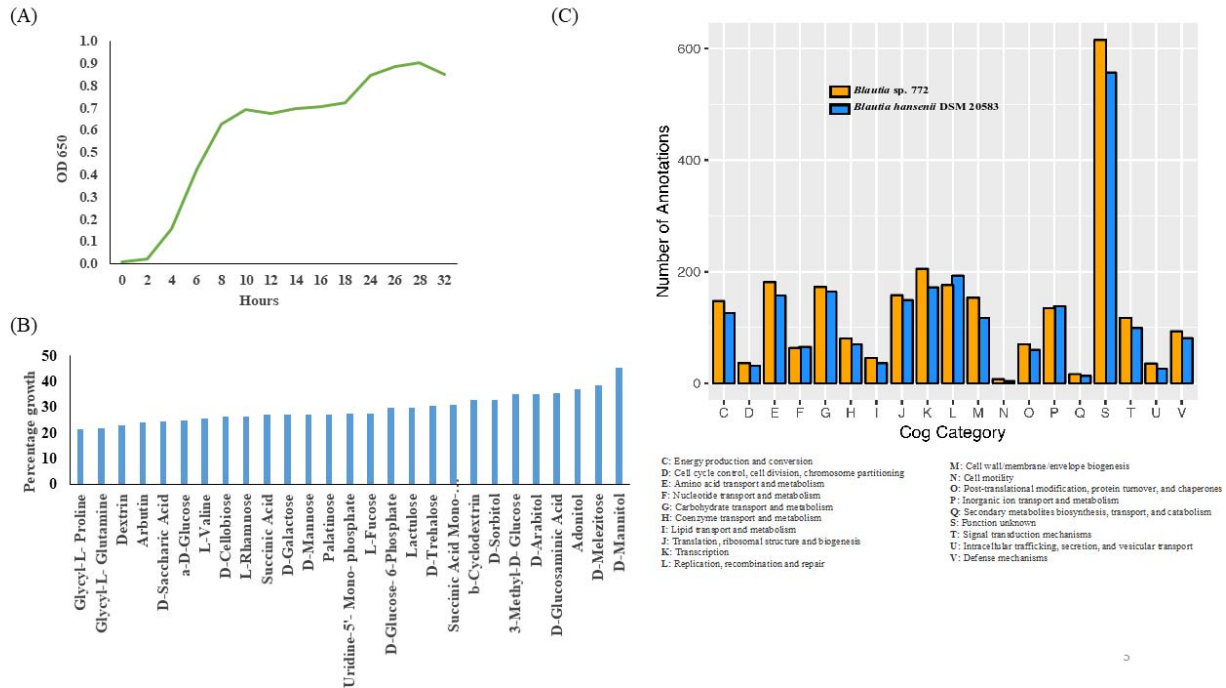 (A)
1.0
0.9
0.8
0.7
0.6
0.5
0.4
0.3
0.2
0.1
0.0
OD 650
0 2 4 6 8 10 12 14 16 18 24 26 28 32
Hours
(B)
50
40
30
20
10
0
Percentage growth
Glycyl-L- Proline
Glycyl-L- Glutamine
Dextrin
Arbutin
D-Saccharic Acid
a-D-Glucose
L-Valine
D-Cellobiose
L-Rhamnose
Succinic Acid
D-Galactose
D-Mannose
Palatinose
Uridine-5'- Mono- phosphate
L-Fucose
D-Glucose- 6-Phosphate
Lactulose
D-Trehalose
Succinic Acid Mono-…
b-Cyclodextrin
D-Sorbitol
3-Methyl-D- Glucose
D-Arabitol
D-Glucosaminic Acid
Adonitol
D-Melezitose
D-Mannitol
(C)
600
400
200
0
Number of Annotations
Blautia sp. 772
Blautia hansenii DSM 20583
C D E F G H I J K L M N O P Q S T U V
Cog Category
C: Energy production and conversion
D: Cell cycle control, cell division, chromosome partitioning
E: Amino acid transport and metabolism
F: Nucleotide transport and metabolism
G: Carbohydrate transport and metabolism
H: Coenzyme transport and metabolism
I: Lipid transport and metabolism
J: Translation, ribosomal structure and biogenesis
K: Transcription
L: Replication, recombination and repair
M: Cell wall/membrane/envelope biogenesis
N: Cell motility
O: Post-translational modification, protein turnover, and chaperones
P: Inorganic ion transport and metabolism
Q: Secondary metabolites biosynthesis, transport, and catabolism
S: Function unknown
T: Signal transduction mechanisms
U: Intracellular trafficking, secretion, and vesicular transport
V: Defense mechanisms